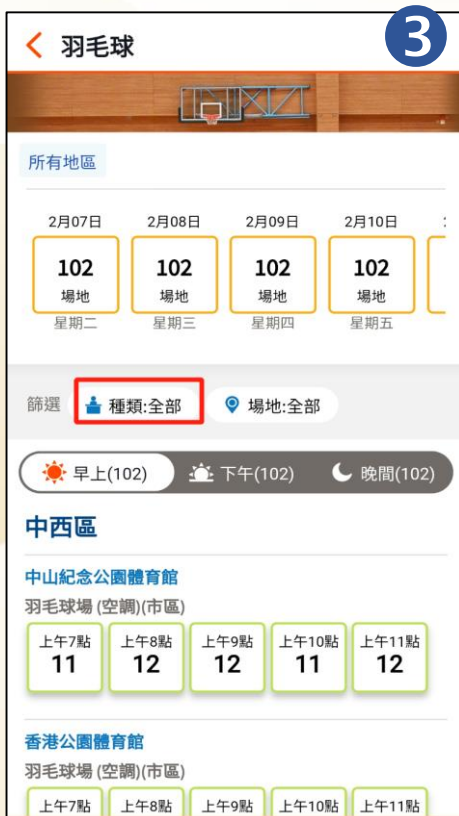 3
羽毛球
所有地區
2月07日 2月08日 2月09日 2月10日
102 102 102 102
場地 場地 場地 場地
星期二 星期三 星期四 星期五
篩選 種類:全部 場地:全部
早上(102) 下午(102) 晚間(102)
中西區
中山紀念公園體育館
羽毛球場 (空調)(市區)
上午7點 上午8點 上午9點 上午10點 上午11點
11 12 12 11 12
香港公園體育館
羽毛球場 (空調)(市區)
上午7點 上午8點 上午9點 上午10點 上午11點